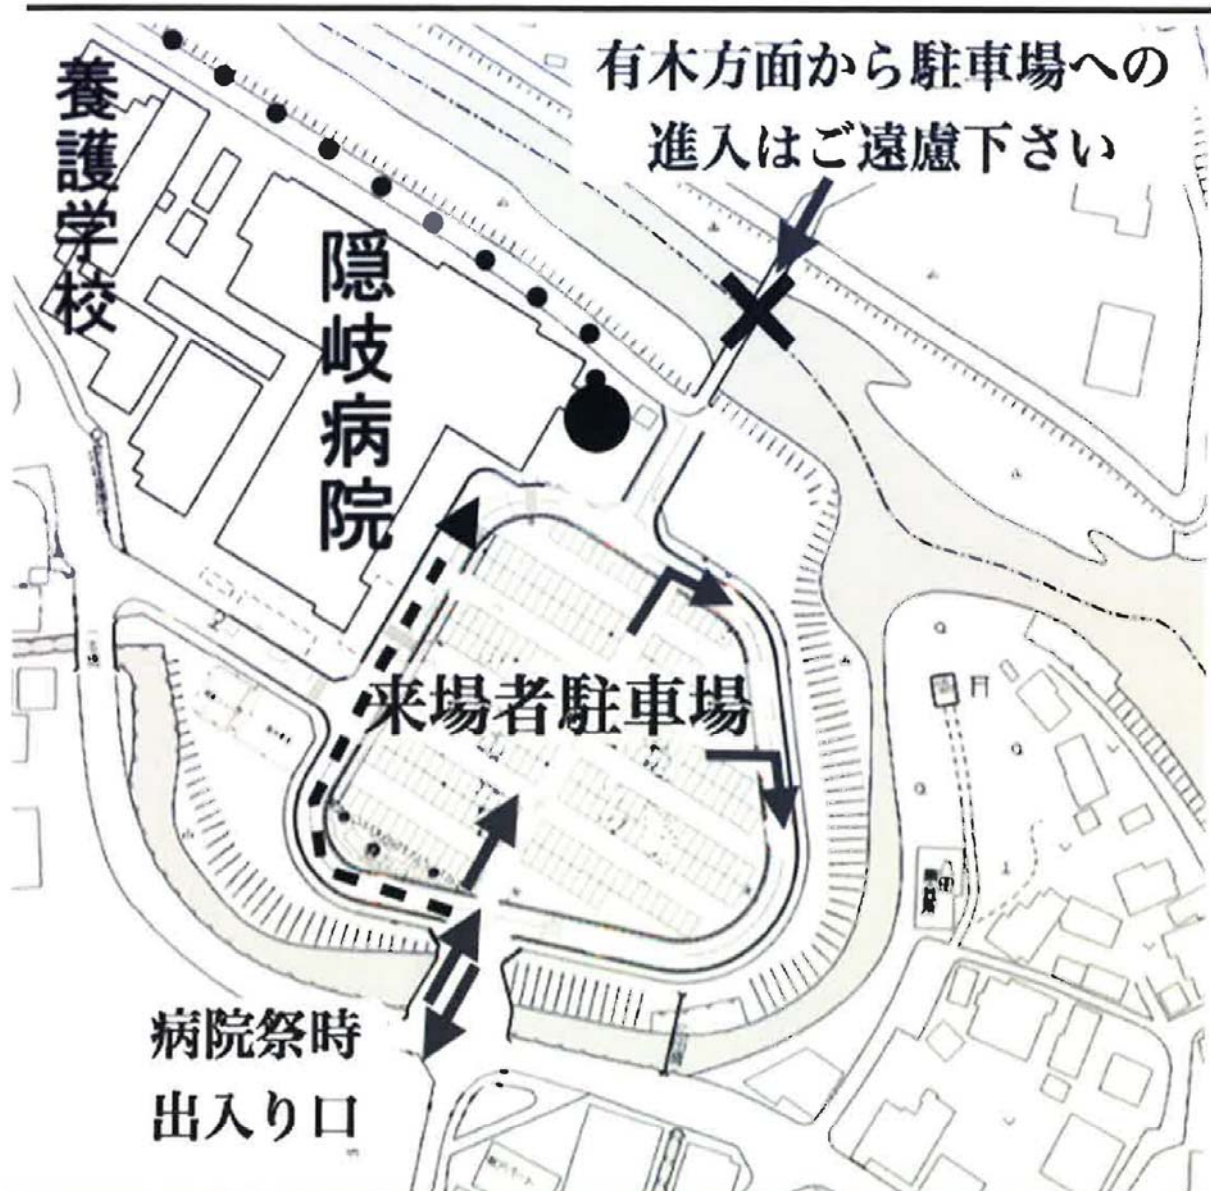 有木方面から駐車場への
進入はご遠慮下さい
養護学校
隠岐病院
来場者駐車場
病院祭時
出入り口